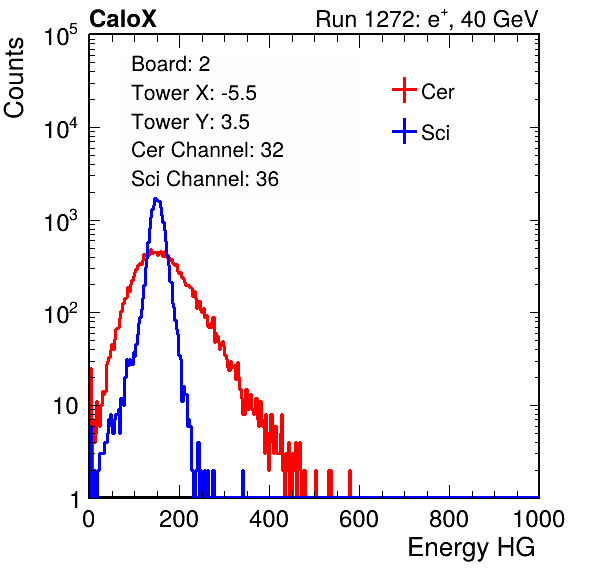 CaloX Run 1272: e⁺, 40 GeV
Counts
10⁵
10⁴
10³
10²
10
1
Board: 2
Tower X: -5.5
Tower Y: 3.5
Cer Channel: 32
Sci Channel: 36
Cer
Sci
0 200 400 600 800 1000
Energy HG